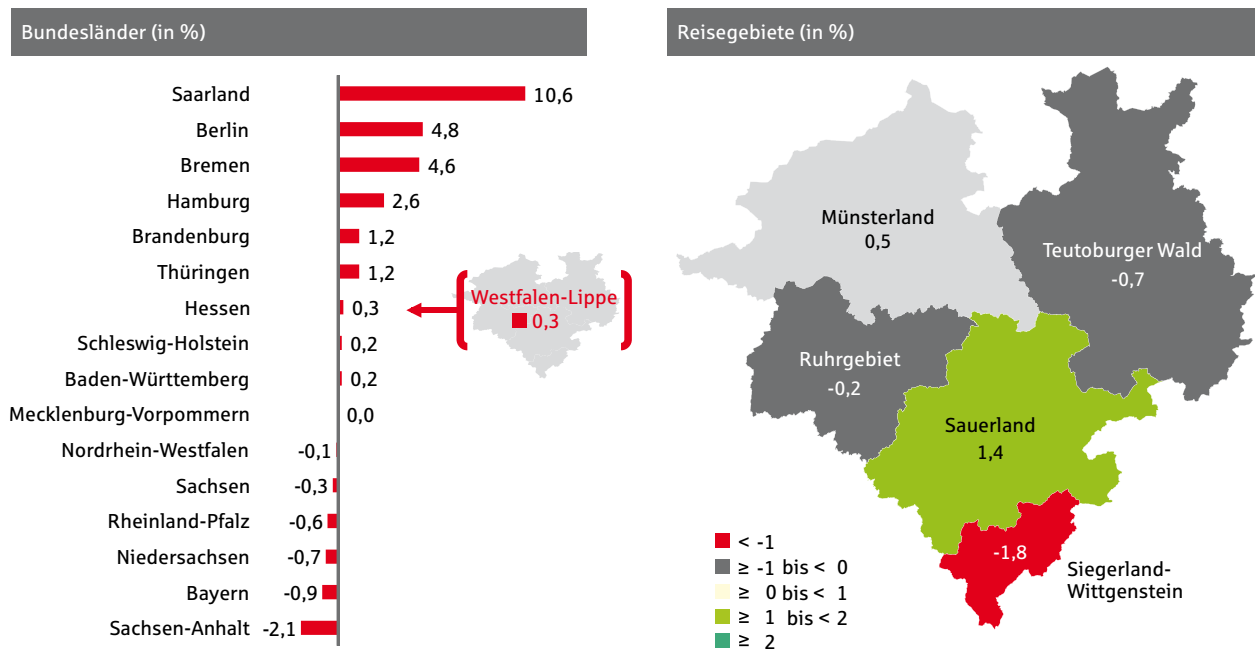 Bundesländer (in %)
Saarland 10,6
Berlin 4,8
Bremen 4,6
Hamburg 2,6
Brandenburg 1,2
Thüringen 1,2
Hessen 0,3
Schleswig-Holstein 0,2
Baden-Württemberg 0,2
Mecklenburg-Vorpommern 0,0
Nordrhein-Westfalen -0,1
Sachsen -0,3
Rheinland-Pfalz -0,6
Niedersachsen -0,7
Bayern -0,9
Sachsen-Anhalt -2,1
Westfalen-Lippe
0,3
Reisegebiete (in %)
Münsterland
0,5
Teutoburger Wald
-0,7
Ruhrgebiet
-0,2
Sauerland
1,4
-1,8
Siegerland-
Wittgenstein
< -1
≥ -1 bis < 0
≥ 0 bis < 1
≥ 1 bis < 2
≥ 2